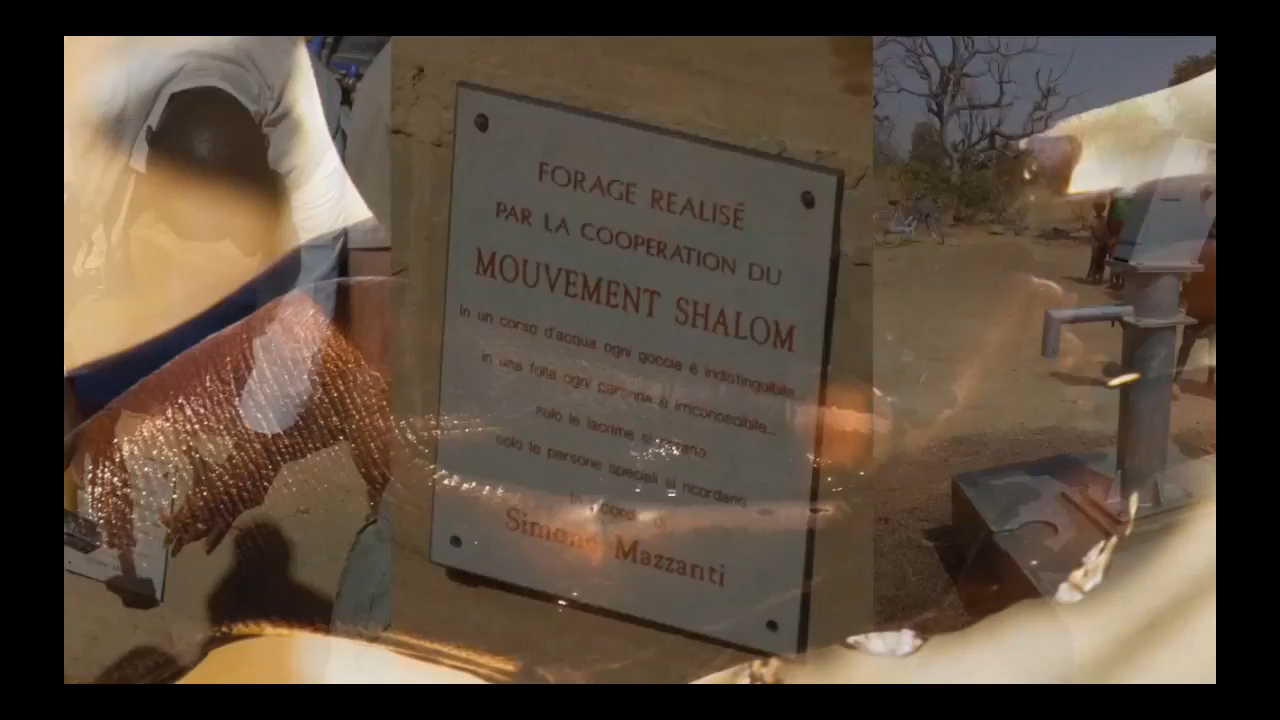 FORAGE REALISÉ
PAR LA COOPERATION DU
MOUVEMENT SHALOM
In un corso d'acqua ogni goccia è indistinguibile
in una folla ogni persona è
solo le lacrime si
solo le persone speciali si ricordano
Simone Mazzanti